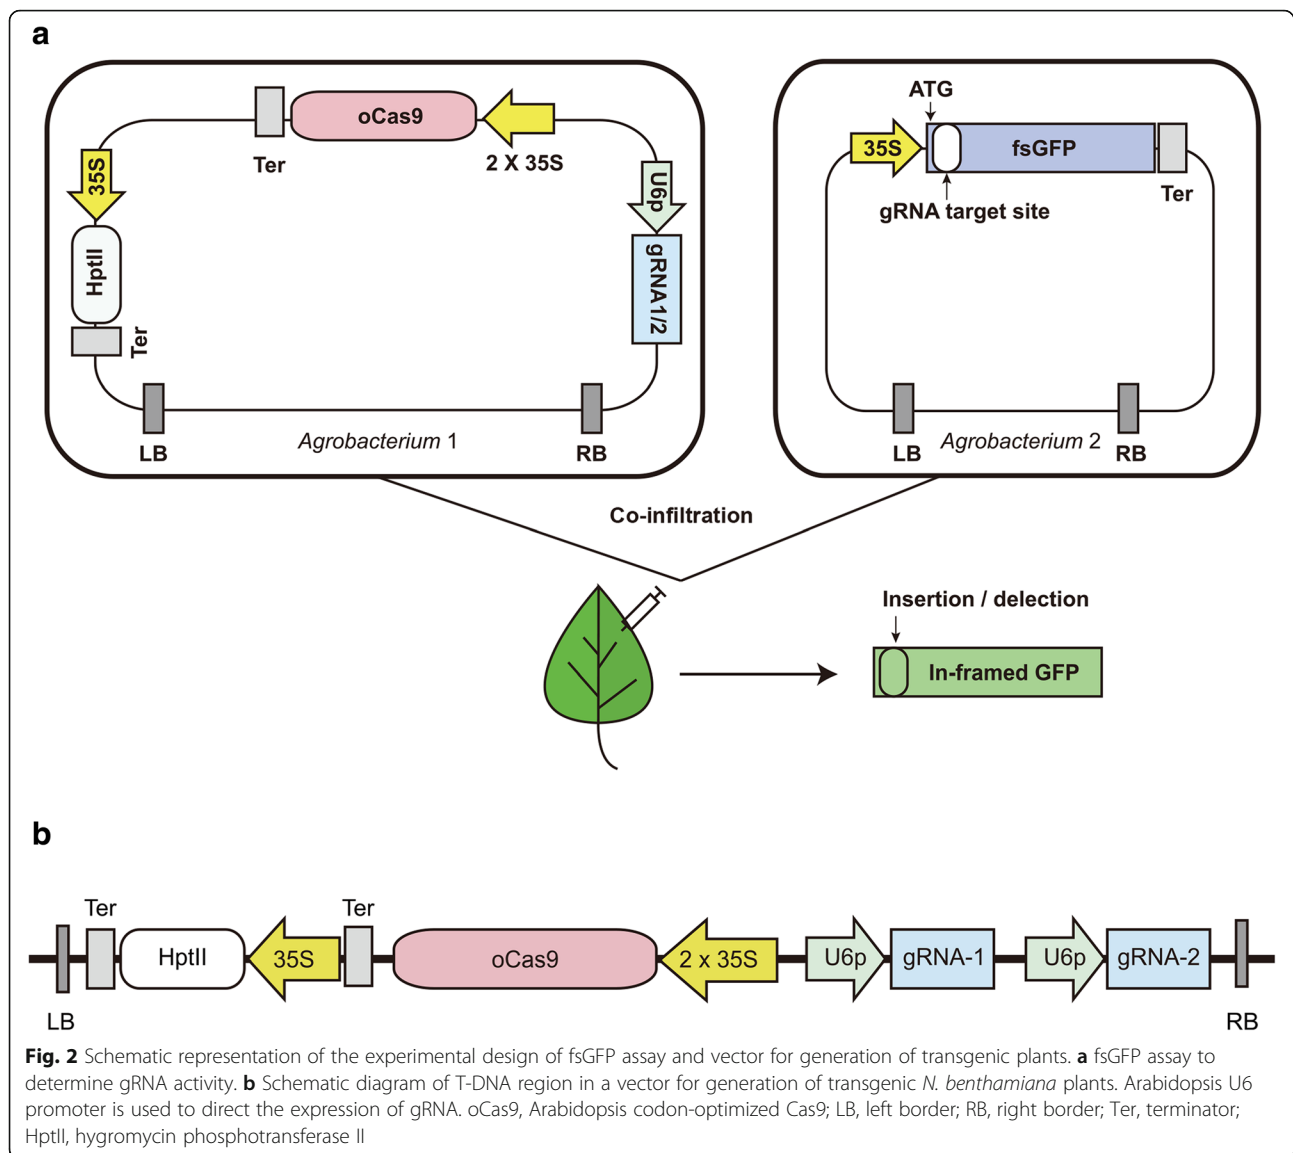 a
ATG
oCas9
35S
fsGFP
Ter
2 X 35S
35S
U6p
gRNA target site
Ter
HptII
gRNA1/2
Ter
LB
Agrobacterium 1
RB
LB
Agrobacterium 2
RB
Co-infiltration
Insertion / delection
In-framed GFP
b
Ter
Ter
HptII
35S
oCas9
2 x 35S
U6p
gRNA-1
U6p
gRNA-2
LB
RB
Fig. 2 Schematic representation of the experimental design of fsGFP assay and vector for generation of transgenic plants. a fsGFP assay to
determine gRNA activity. b Schematic diagram of T-DNA region in a vector for generation of transgenic N. benthamiana plants. Arabidopsis U6
promoter is used to direct the expression of gRNA. oCas9, Arabidopsis codon-optimized Cas9; LB, left border; RB, right border; Ter, terminator;
HptII, hygromycin phosphotransferase II